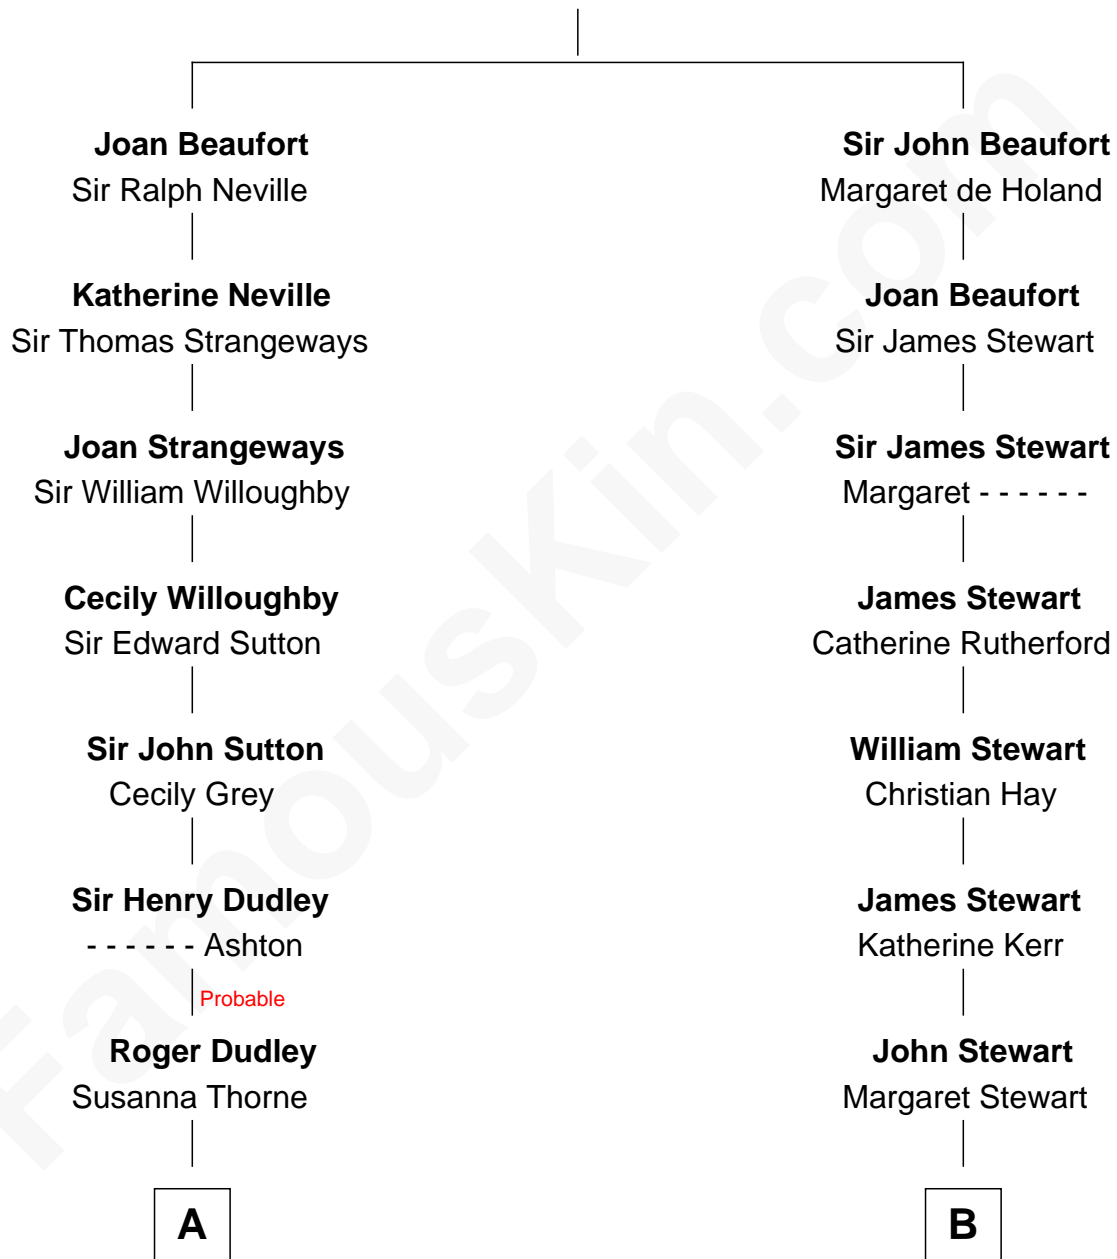 Joan Beaufort
Sir Ralph Neville
Katherine Neville
Sir Thomas Strangeways
Joan Strangeways
Sir William Willoughby
Cecily Willoughby
Sir Edward Sutton
Sir John Sutton
Cecily Grey
Sir Henry Dudley
- - - - - - Ashton
Probable
Roger Dudley
Susanna Thorne
A
Sir John Beaufort
Margaret de Holand
Joan Beaufort
Sir James Stewart
Sir James Stewart
Margaret - - - - - -
James Stewart
Catherine Rutherford
William Stewart
Christian Hay
James Stewart
Katherine Kerr
John Stewart
Margaret Stewart
B
FamousKin.com